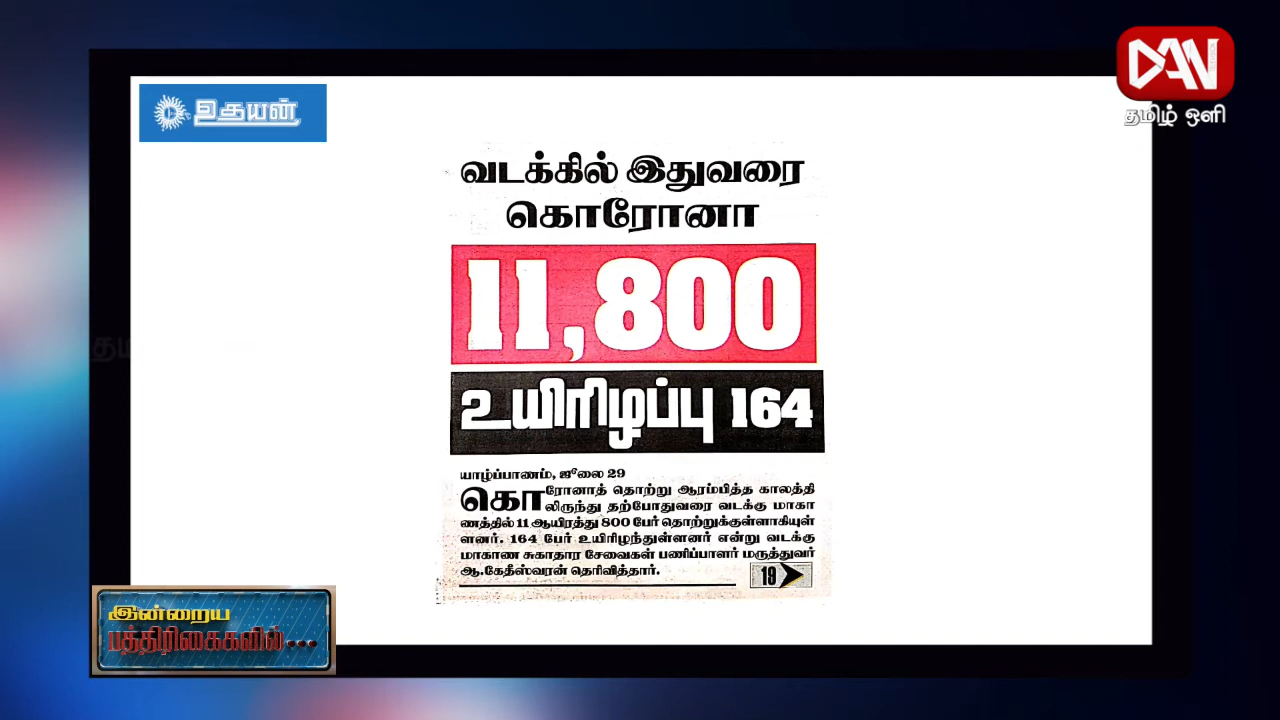 உதயன்
DAN
தமிழ் ஒளி
வடக்கில் இதுவரை
கொரோனா
11,800
உயிரிழப்பு 164
யாழ்ப்பாணம், ஜூலை 29
கொரோனாத் தொற்று ஆரம்பித்த காலத்தி
லிருந்து தற்போதுவரை வடக்கு மாகா
ணத்தில் 11 ஆயிரத்து 800 பேர் தொற்றுக்குள்ளாகியுள்
ளனர். 164 பேர் உயிரிழந்துள்ளனர் என்று வடக்கு
மாகாண சுகாதார சேவைகள் பணிப்பாளர் மருத்துவர்
ஆ.கேதீஸ்வரன் தெரிவித்தார்.
19
இன்றைய
பத்திரிகைகளில்...